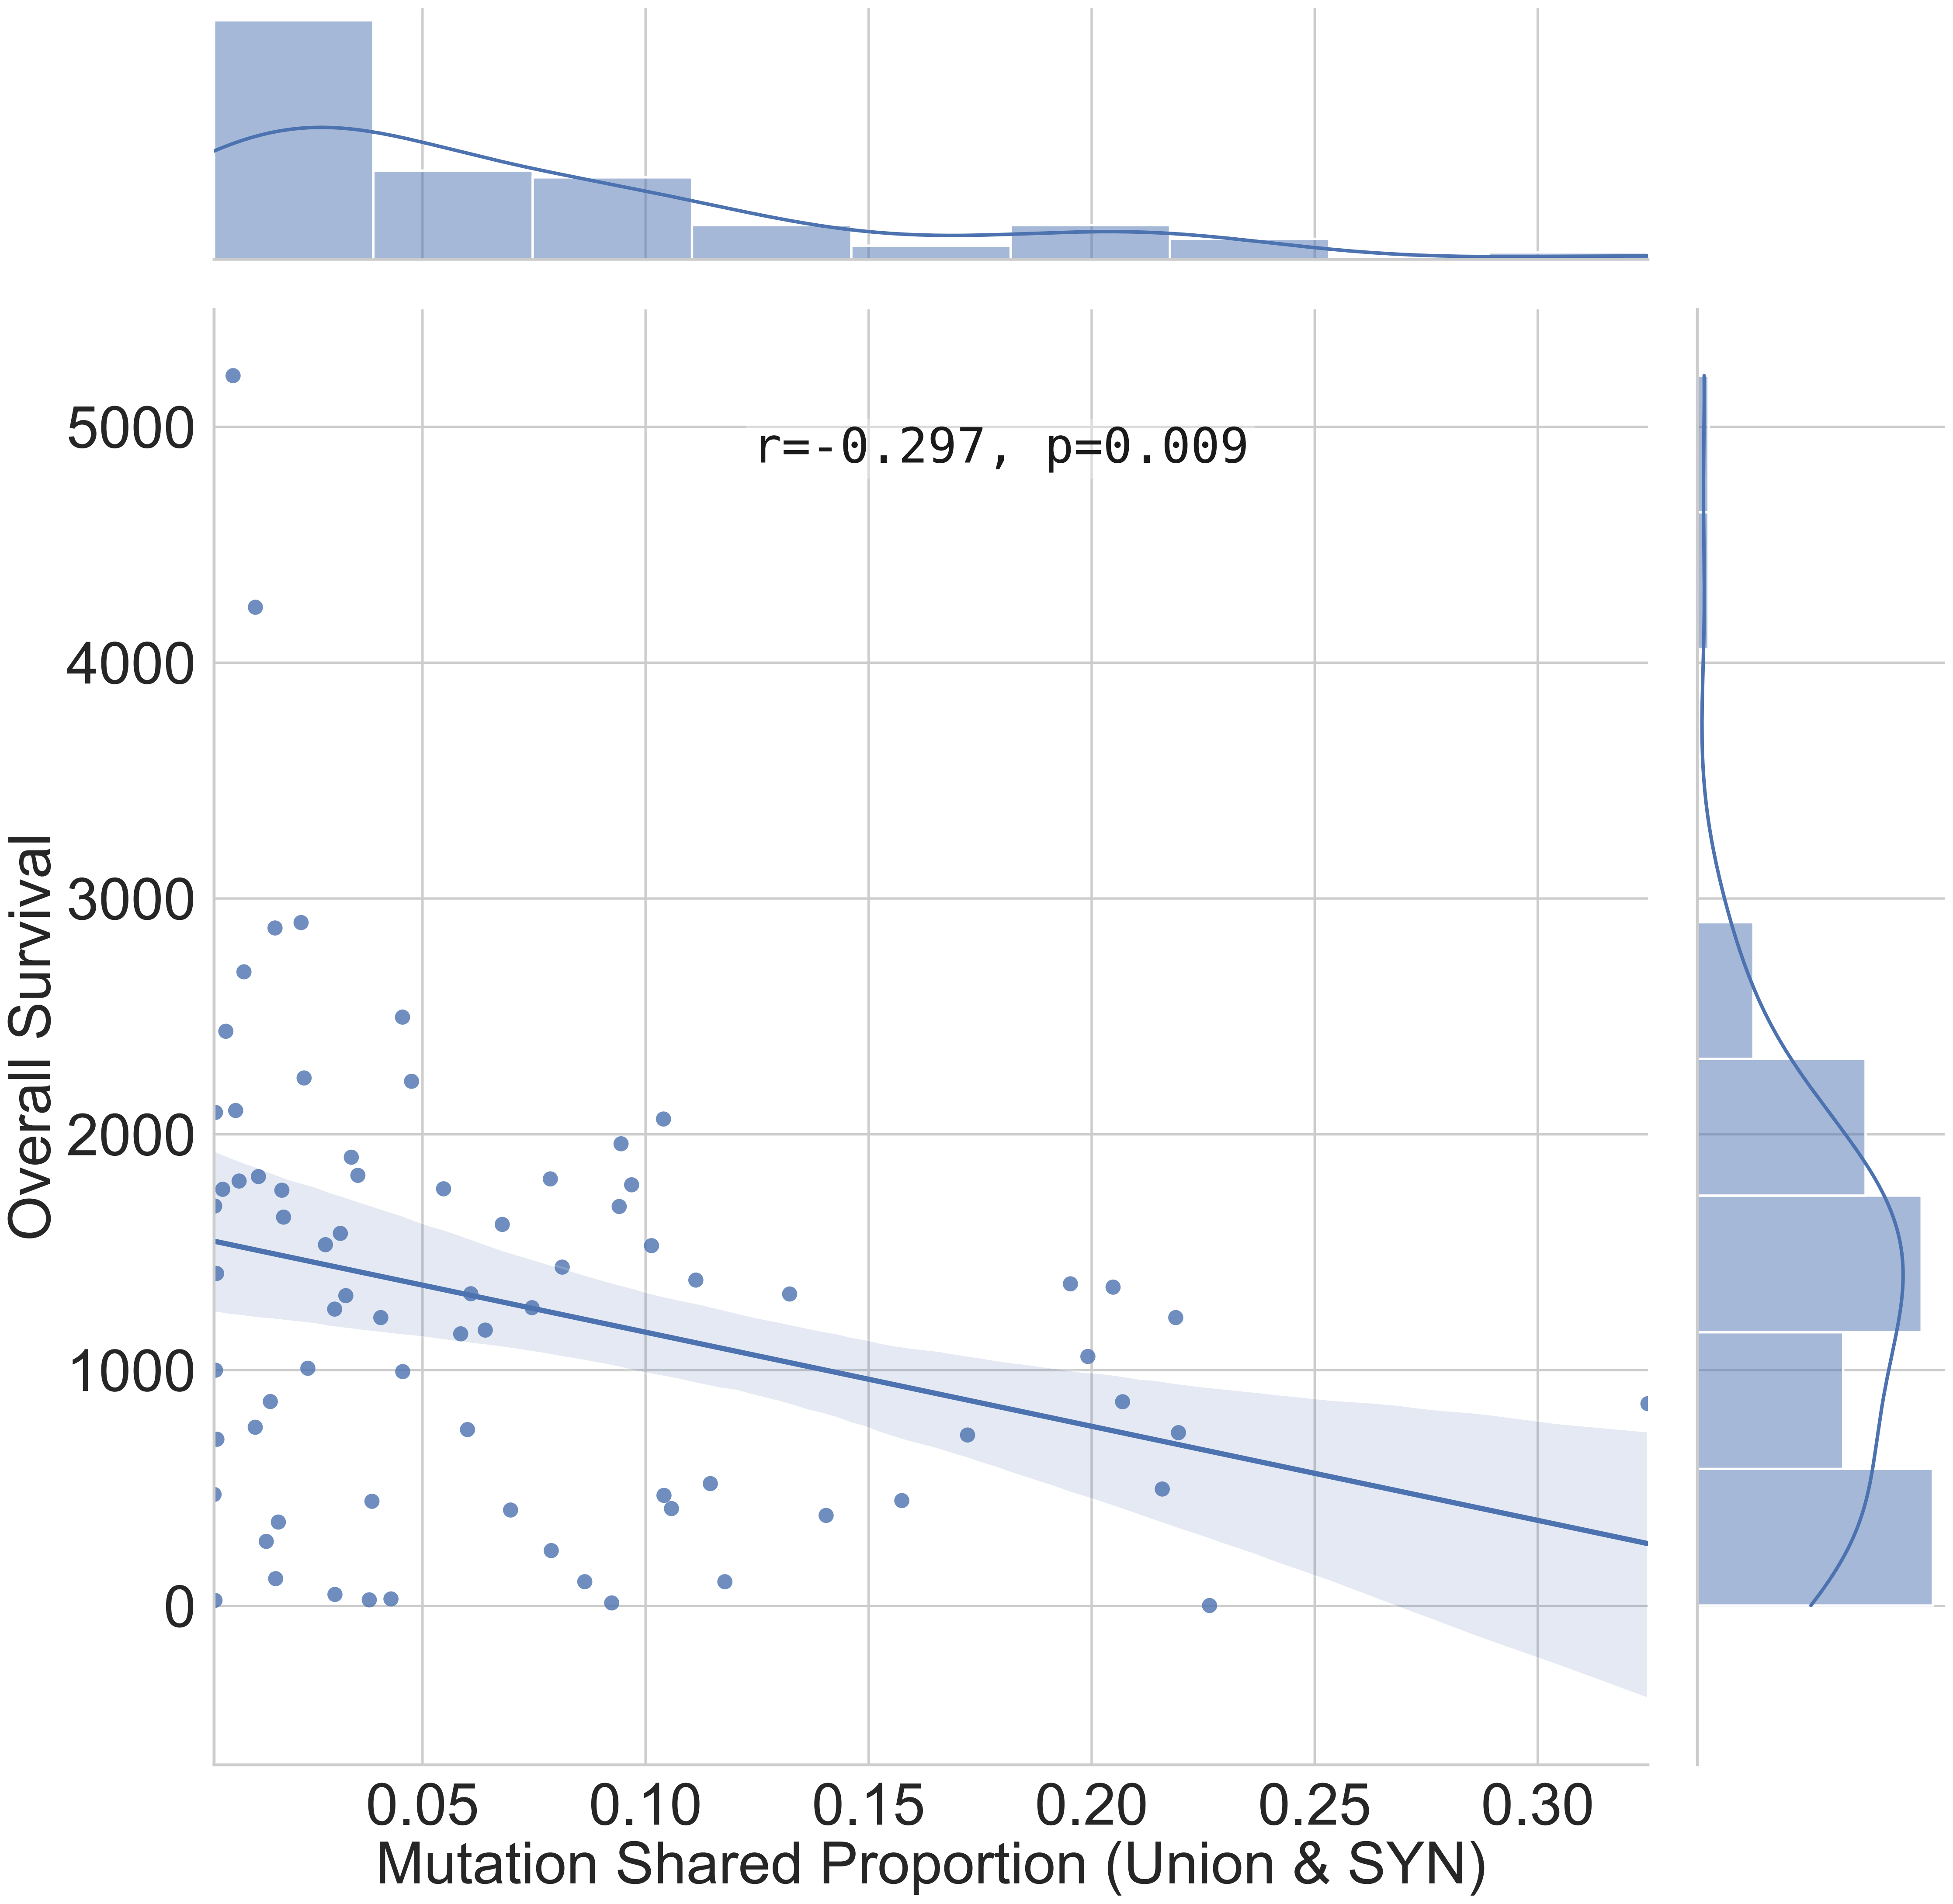 r=-0.297, p=0.009
Overall Survival
5000
4000
3000
2000
1000
0
0.05 0.10 0.15 0.20 0.25 0.30
Mutation Shared Proportion (Union & SYN)